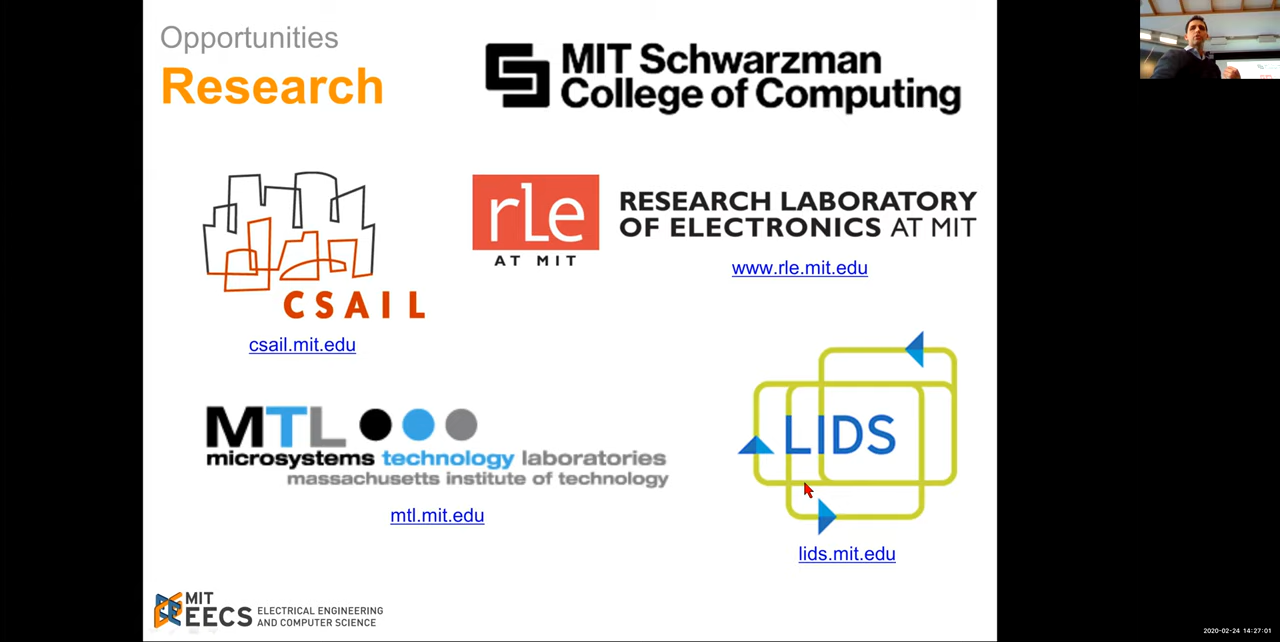 Opportunities
Research
MIT Schwarzman
College of Computing
CSAIL
csail.mit.edu
rle
AT MIT
RESEARCH LABORATORY
OF ELECTRONICS AT MIT
www.rle.mit.edu
MTL
microsystems technology laboratories
massachusetts institute of technology
mtl.mit.edu
LIDS
lids.mit.edu
MIT
EECS
ELECTRICAL ENGINEERING
AND COMPUTER SCIENCE
2020-02-24 14:27:01